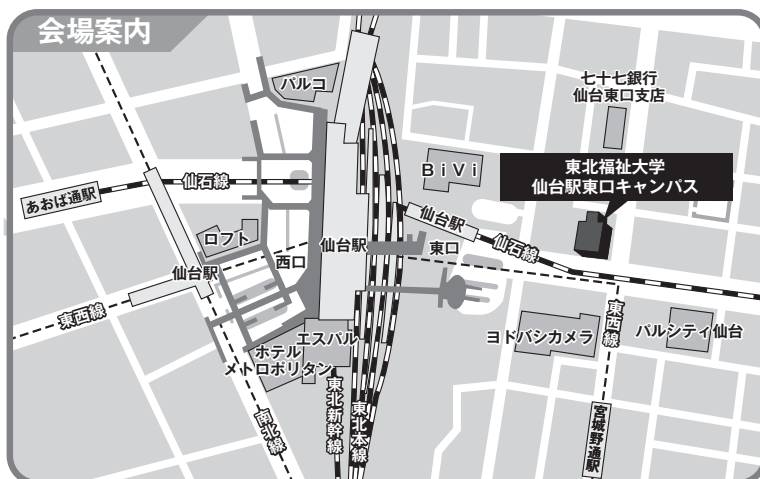 会場案内
パルコ
七十七銀行
仙台東口支店
BiVi
東北福祉大学
仙台駅東口キャンパス
仙石線
あおば通駅
仙台駅
ロフト
仙台駅
東口
仙石線
西口
仙台駅
東西線
エスパル
ホテル
メトロポリタン
ヨドバシカメラ
東西線
パルシティ仙台
南北線
東北新幹線
東北本線
宮城野通駅